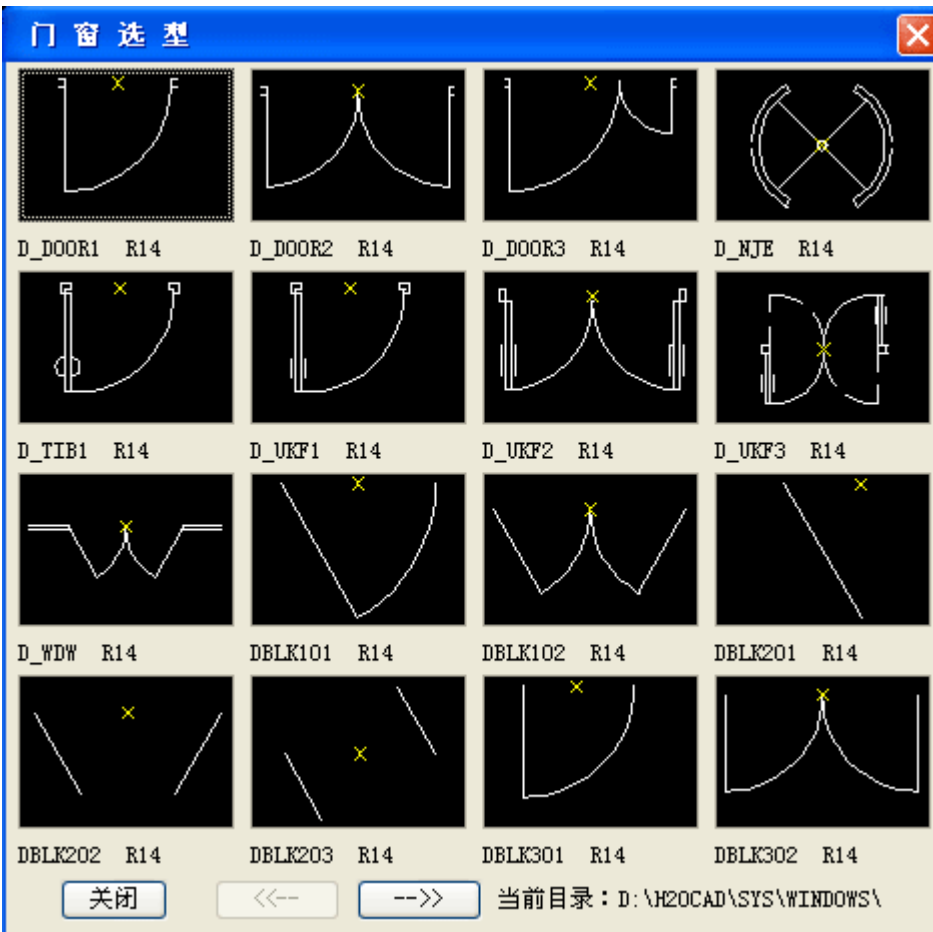 门窗选型
D_DOOR1 R14 D_DOOR2 R14 D_DOOR3 R14 D_NJE R14
D_TIB1 R14 D_UKF1 R14 D_UKF2 R14 D_UKF3 R14
D_WDW R14 DBLK101 R14 DBLK102 R14 DBLK201 R14
DBLK202 R14 DBLK203 R14 DBLK301 R14 DBLK302 R14
关闭 <<-- -->> 当前目录：D:\H2OCAD\SYS\WINDOWS\